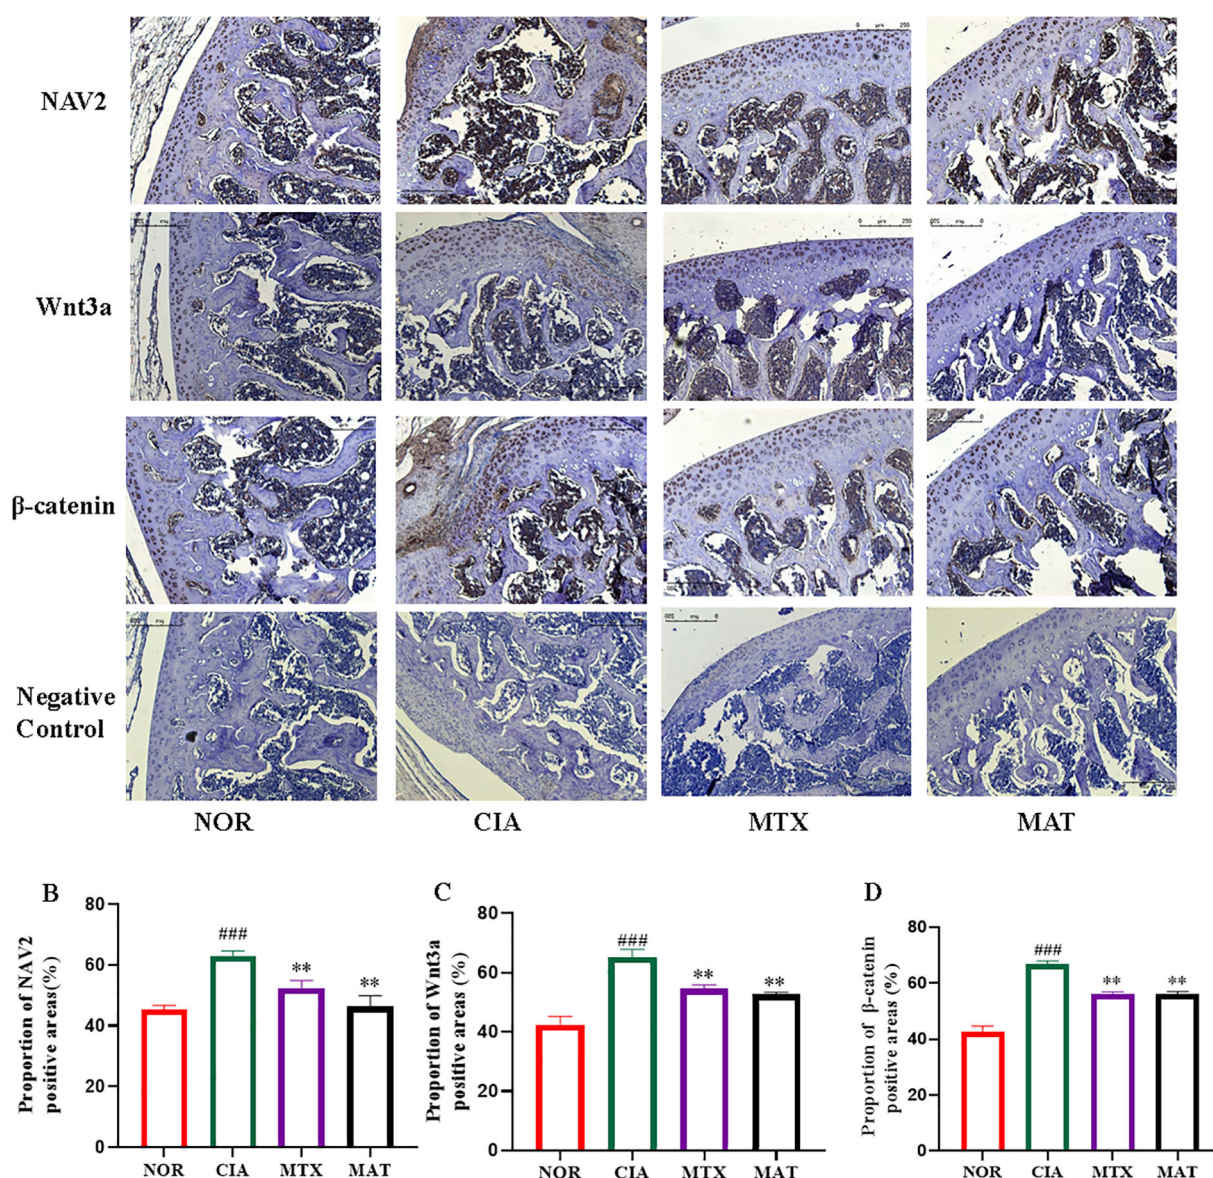 NAV2
Wnt3a
β-catenin
Negative
Control
NOR CIA MTX MAT
B
Proportion of NAV2
positive areas(%)
80
60
40
20
0
###
**
**
NOR CIA MTX MAT
C
Proportion of Wnt3a
positive areas (%)
80
60
40
20
0
###
**
**
NOR CIA MTX MAT
D
Proportion of β-catenin
positive areas (%)
80
60
40
20
0
###
**
**
NOR CIA MTX MAT